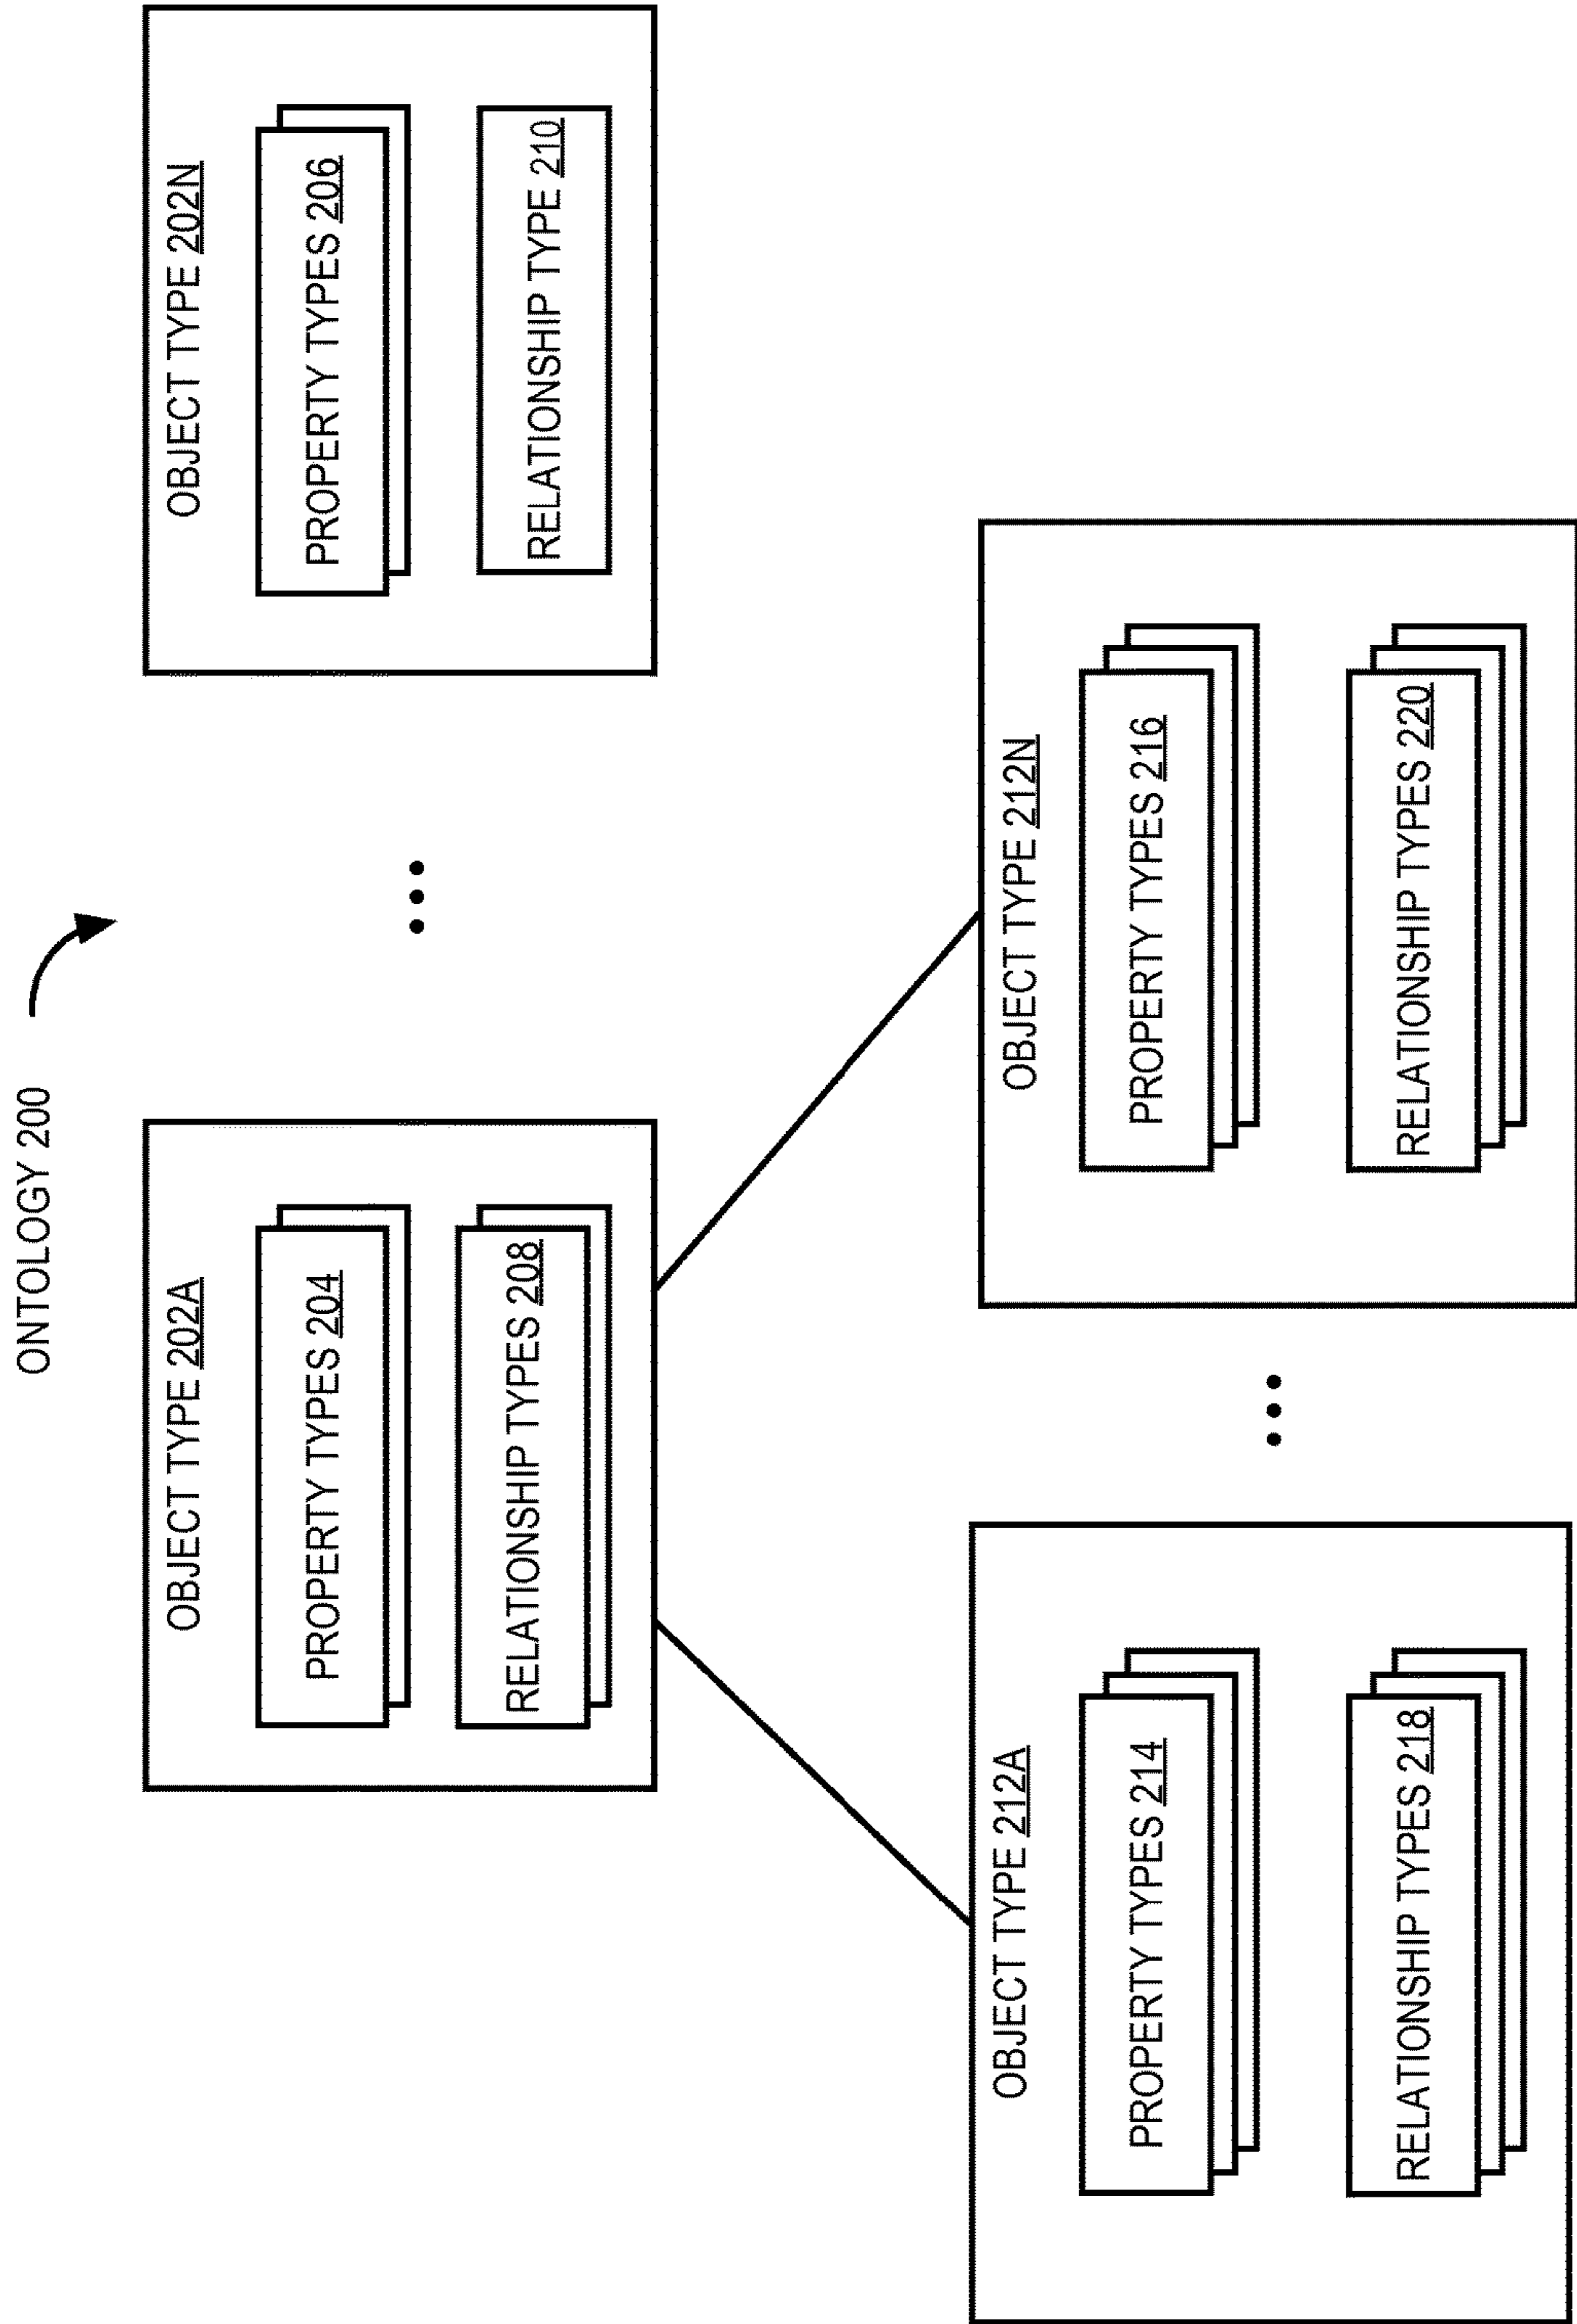 ONTOLOGY 200
OBJECT TYPE 202A
PROPERTY TYPES 204
RELATIONSHIP TYPES 208
...
OBJECT TYPE 202N
PROPERTY TYPES 206
RELATIONSHIP TYPE 210
OBJECT TYPE 212A
PROPERTY TYPES 214
RELATIONSHIP TYPES 218
...
OBJECT TYPE 212N
PROPERTY TYPES 216
RELATIONSHIP TYPES 220